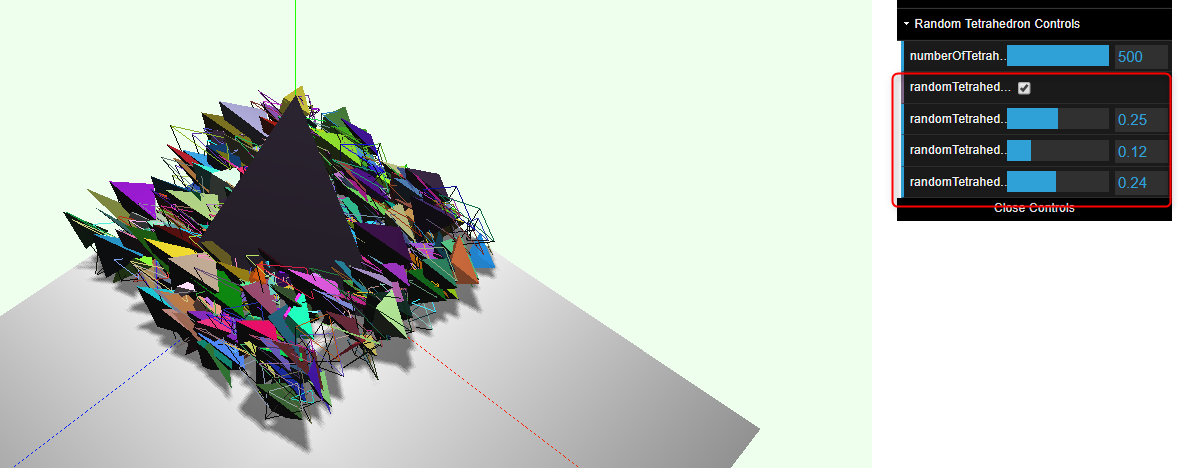 Random Tetrahedron Controls
numberOfTetrah.. 500
randomTetrahed...
randomTetrahed.. 0.25
randomTetrahed.. 0.12
randomTetrahed.. 0.24
Close Controls